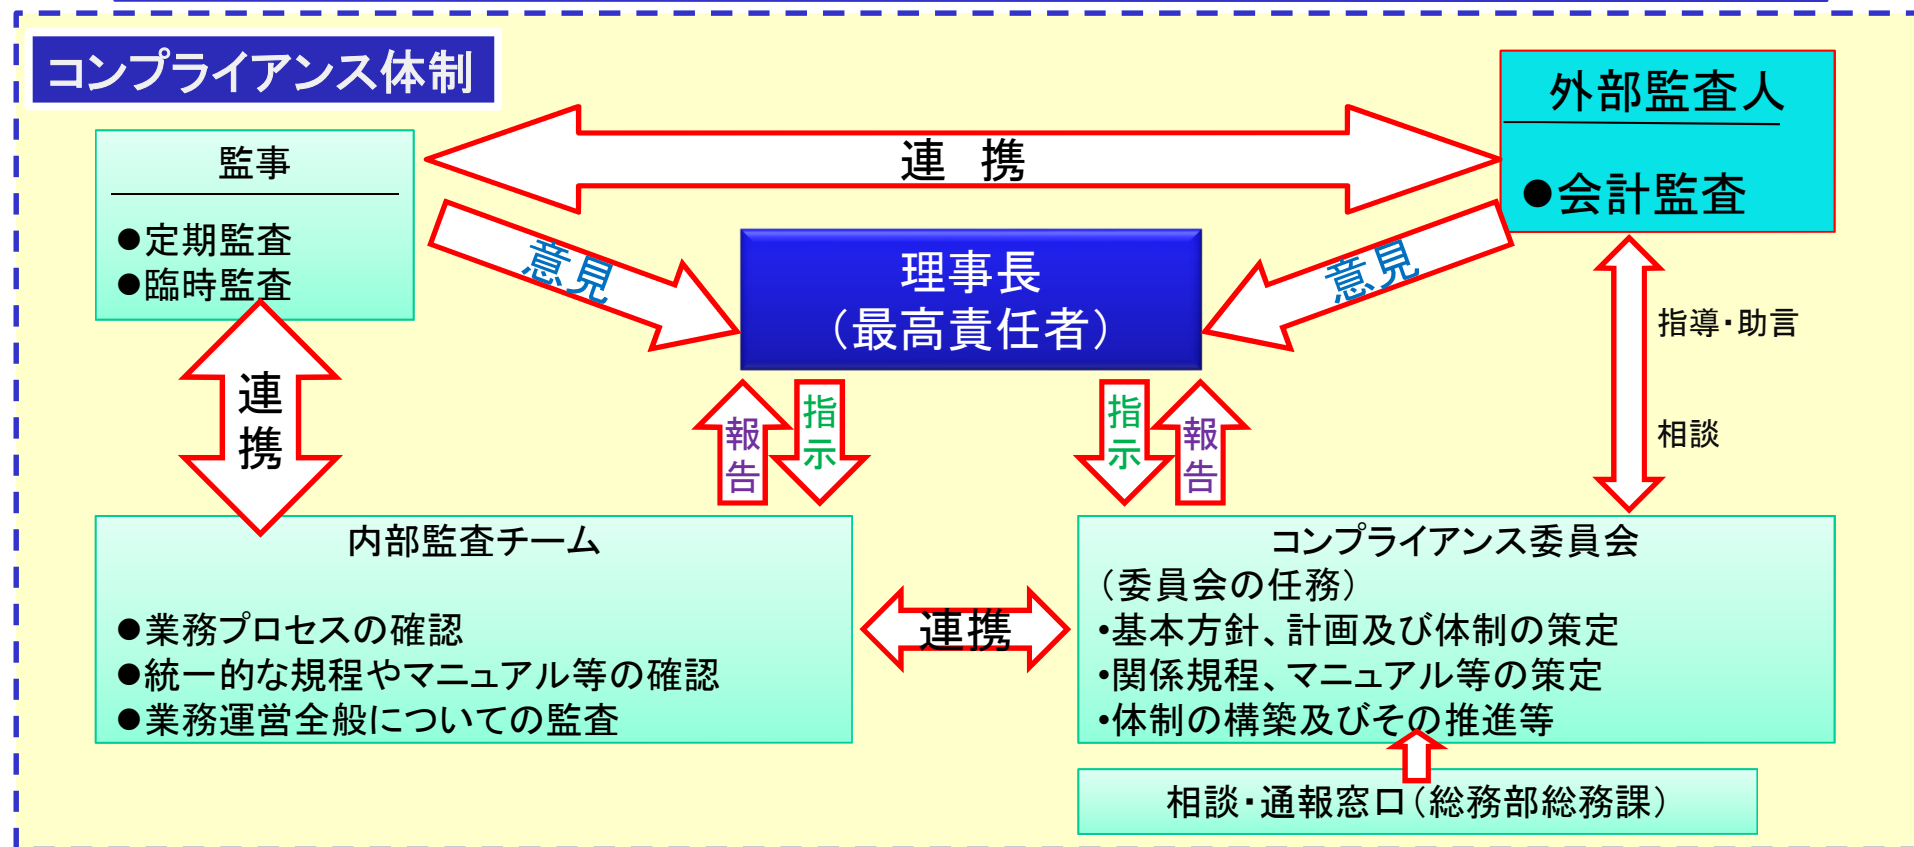 コンプライアンス体制
外部監査人
●会計監査
監事
●定期監査
●臨時監査
連　携
意見
意見
理事長
（最高責任者）
指導・助言
相談
連
携
報
告
指
示
指
示
報
告
内部監査チーム
●業務プロセスの確認
●統一的な規程やマニュアル等の確認
●業務運営全般についての監査
連携
コンプライアンス委員会
（委員会の任務）
・基本方針、計画及び体制の策定
・関係規程、マニュアル等の策定
・体制の構築及びその推進等
相談・通報窓口（総務部総務課）